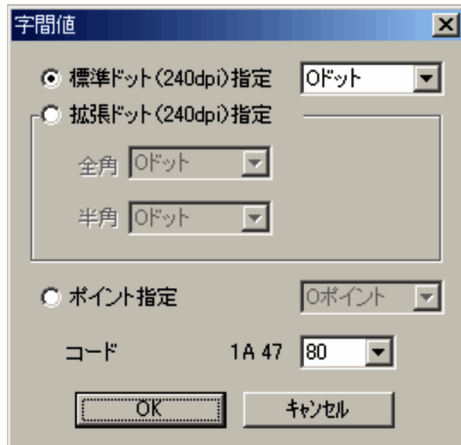 字間値
標準ドット(240dpi)指定 0ドット
拡張ドット(240dpi)指定
全角 0ドット
半角 0ドット
ポイント指定 0ポイント
コード 1A 47 80
OK キャンセル